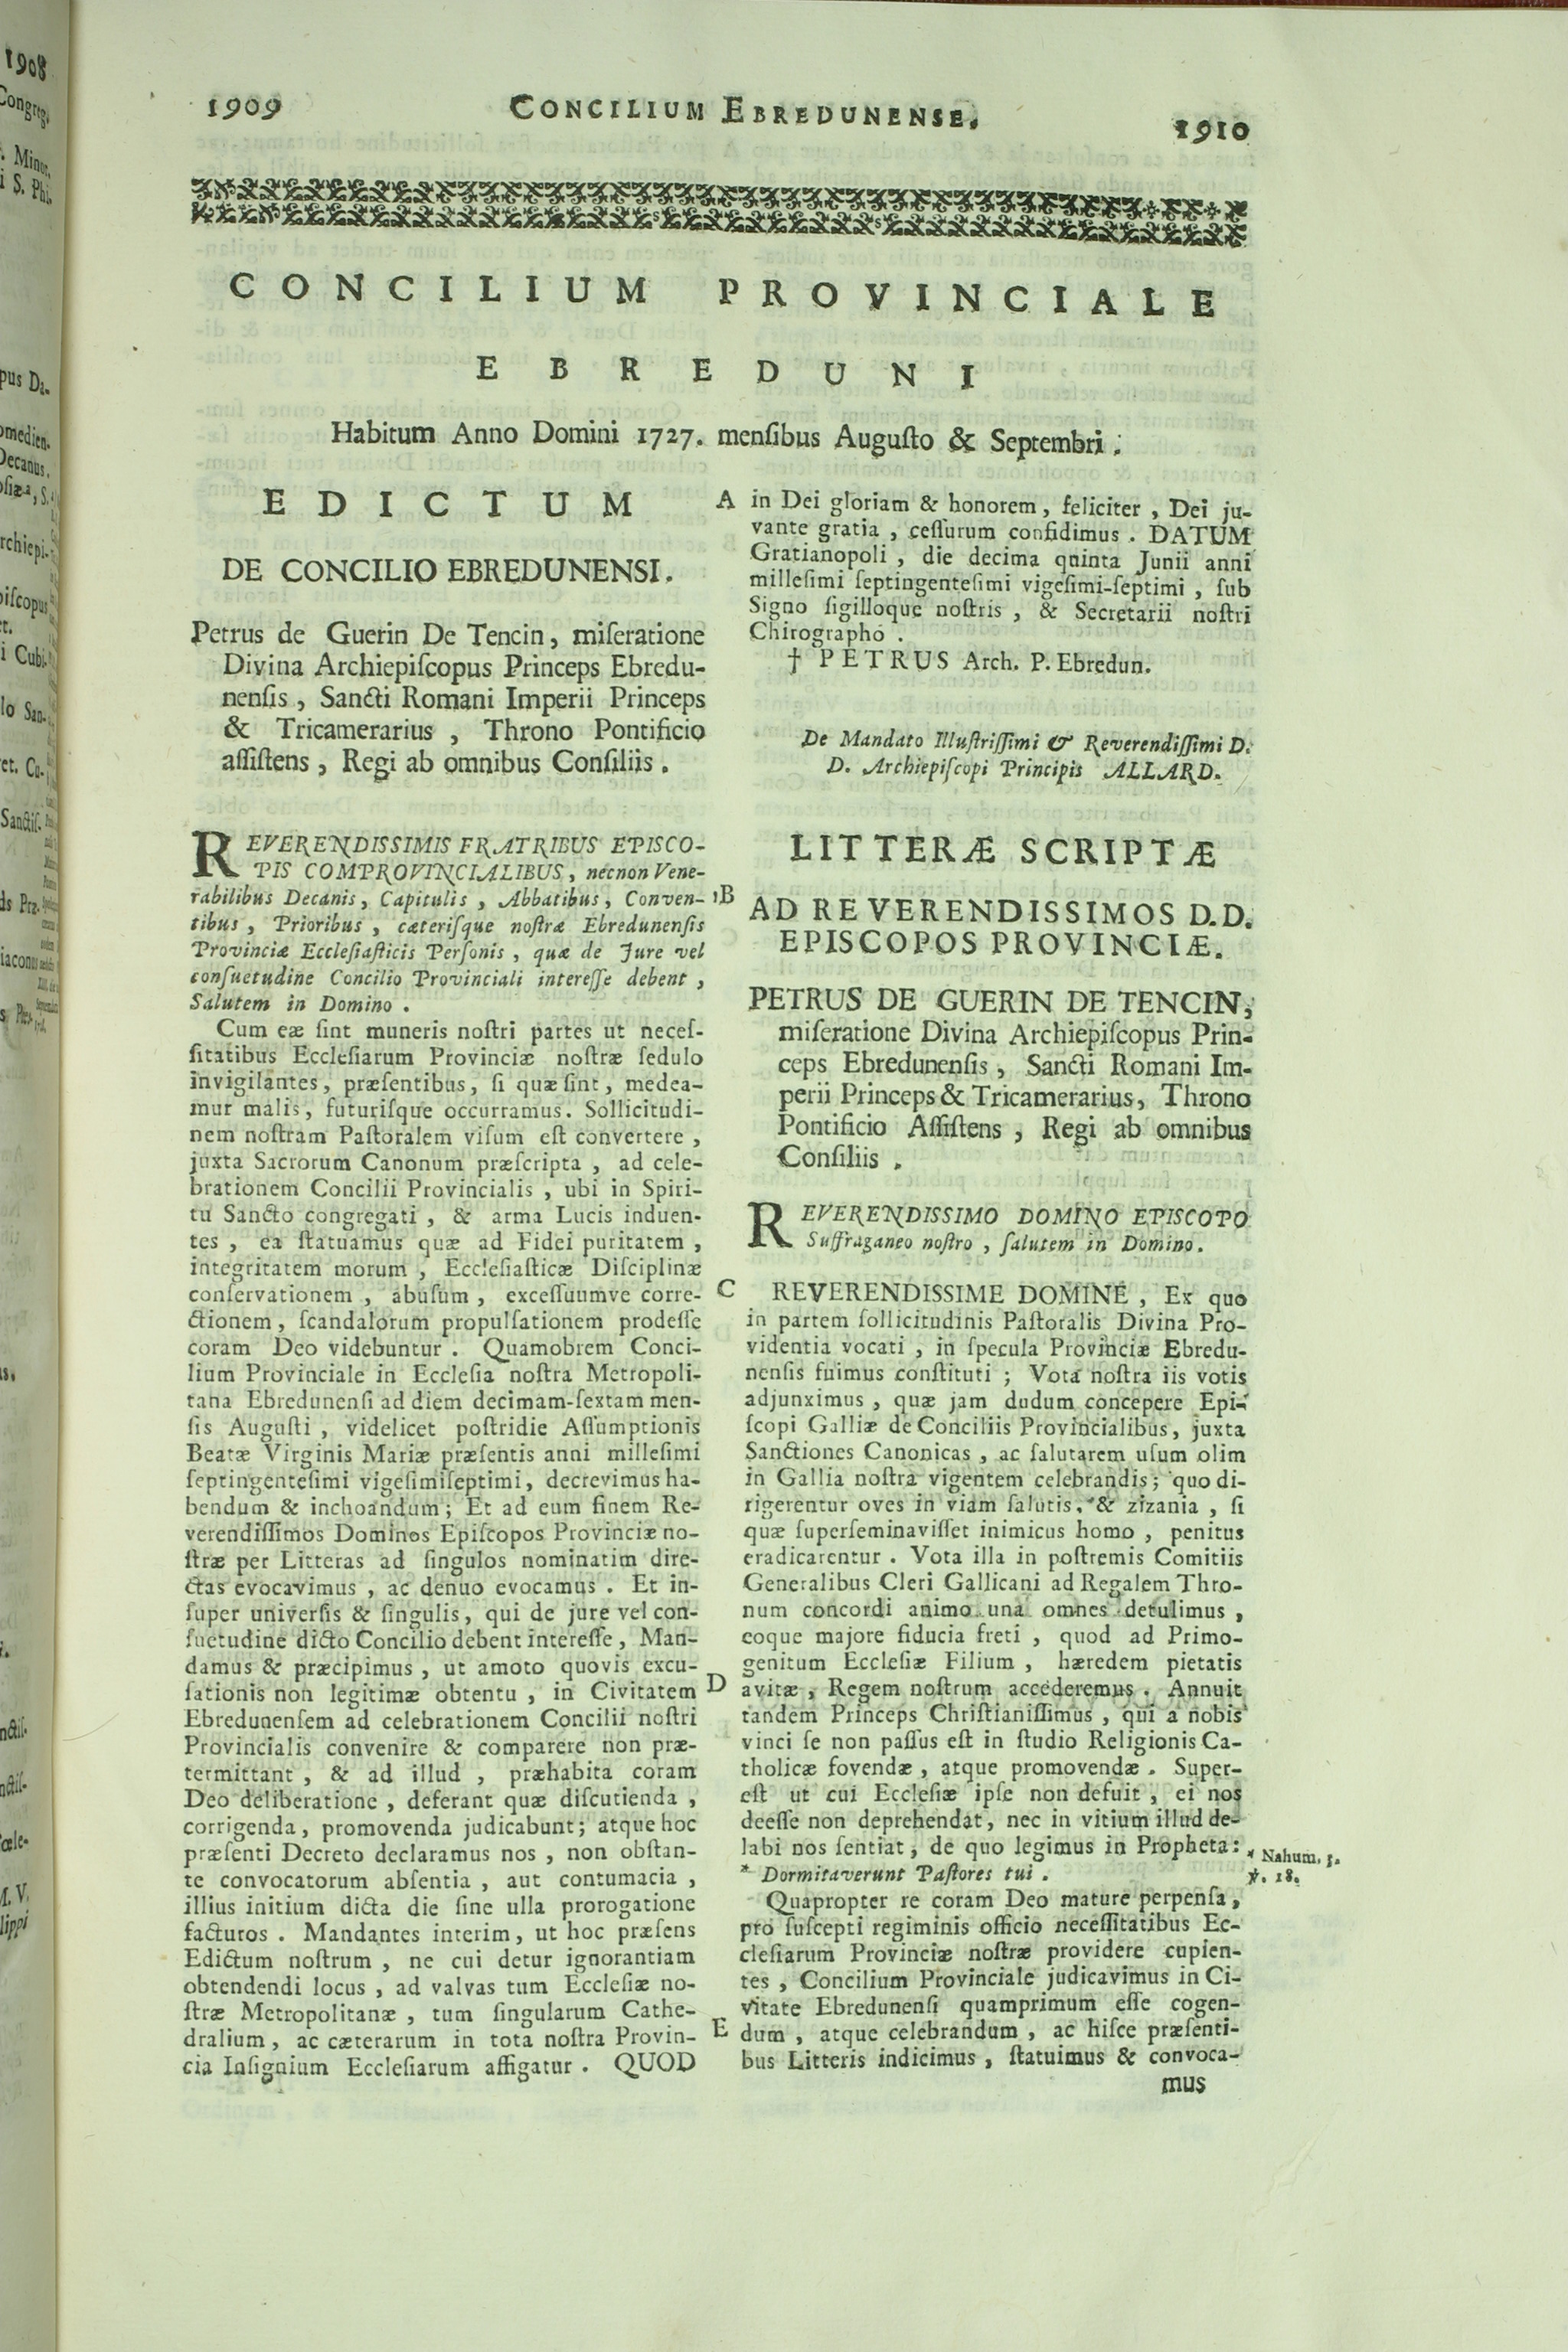 1909
CONCILIUM EBREDUNENSE.
1910
CONCILIUM PROVINCIALE
EBREDUNI
Habitum Anno Domini 1727. menſibus Auguſto & Septembri.
EDICTUM
DE CONCILIO EBREDUNENSI.
Petrus de Guerin De Tencin, miſeratione
Divina Archiepiſcopus Princeps Ebredu-
nenſis, Sancti Romani Imperii Princeps
& Tricamerarius, Throno Pontificio
aſſiſtens, Regi ab omnibus Conſiliis.
REVERENDISSIMIS FRATRIBUS EPISCO-
PIS COMPROVINCIALIBUS, necnon Vene-
rabilibus Decanis, Capitulis, Abbatibus, Conven-
tibus, Prioribus, cæteriſque noſtræ Ebredunenſis
Provinciæ Eccleſiaſticis Perſonis, quæ de Jure vel
conſuetudine Concilio Provinciali intereſſe debent,
Salutem in Domino.
Cum eæ ſint muneris noſtri partes ut neceſ-
ſitatibus Eccleſiarum Provinciæ noſtræ ſedulo
invigilantes, præſentibus, ſi quæ ſint, medea-
mur malis, futuriſque occurramus. Sollicitudi-
nem noſtram Paſtoralem viſum eſt convertere,
juxta Sacrorum Canonum præſcripta, ad cele-
brationem Concilii Provincialis, ubi in Spiri-
tu Sancto congregati, & arma Lucis induen-
tes, ea ſtatuamus quæ ad Fidei puritatem,
integritatem morum, Eccleſiaſticæ Diſciplinæ
conſervationem, abuſum, exceſſuumve corre-
ctionem, ſcandalorum propulſationem prodeſſe
coram Deo videbuntur. Quamobrem Conci-
lium Provinciale in Eccleſia noſtra Metropoli-
tana Ebredunenſi ad diem decimam-ſextam men-
ſis Auguſti, videlicet poſtridie Aſſumptionis
Beatæ Virginis Mariæ præſentis anni milleſimi
ſeptingenteſimi vigeſimiſeptimi, decrevimus ha-
bendum & inchoandum; Et ad eum finem Re-
verendiſſimos Dominos Epiſcopos Provinciæ no-
ſtræ per Litteras ad ſingulos nominatim dire-
ctas evocavimus, ac denuo evocamus. Et in-
ſuper univerſis & ſingulis, qui de jure vel con-
ſuetudine dicto Concilio debent intereſſe, Man-
damus & præcipimus, ut amoto quovis excu-
ſationis non legitimæ obtentu, in Civitatem
Ebredunenſem ad celebrationem Concilii noſtri
Provincialis convenire & comparere non præ-
termittant, & ad illud, præhabita coram
Deo deliberatione, deferant quæ diſcutienda,
corrigenda, promovenda judicabunt; atque hoc
præſenti Decreto declaramus nos, non obſtan-
te convocatorum abſentia, aut contumacia,
illius initium dicta die ſine ulla prorogatione
facturos. Mandantes interim, ut hoc præſens
Edictum noſtrum, ne cui detur ignorantiam
obtendendi locus, ad valvas tum Eccleſiæ no-
ſtræ Metropolitanæ, tum ſingularum Cathe-
dralium, ac cæterarum in tota noſtra Provin-
cia Inſignium Eccleſiarum affigatur. QUOD
A in Dei gloriam & honorem, feliciter, Dei ju-
vante gratia, ceſſurum confidimus. DATUM
Gratianopoli, die decima quinta Junii anni
milleſimi ſeptingenteſimi vigeſimi-ſeptimi, ſub
Signo ſigilloque noſtris, & Secretarii noſtri
Chirographo.
† PETRUS Arch. P. Ebredun.
De Mandato Illuſtriſſimi & Reverendiſſimi D.
D. Archiepiſcopi Principis ALLARD.
LITTERÆ SCRIPTÆ
B AD REVERENDISSIMOS D.D.
EPISCOPOS PROVINCIÆ.
PETRUS DE GUERIN DE TENCIN,
miſeratione Divina Archiepiſcopus Prin-
ceps Ebredunenſis, Sancti Romani Im-
perii Princeps & Tricamerarius, Throno
Pontificio Aſſiſtens, Regi ab omnibus
Conſiliis.
REVERENDISSIMO DOMINO EPISCOPO
Suffraganeo noſtro, ſalutem in Domino.
C REVERENDISSIME DOMINE, Ex quo
in partem ſollicitudinis Paſtoralis Divina Pro-
videntia vocati, in ſpecula Provinciæ Ebredu-
nenſis fuimus conſtituti; Vota noſtra iis votis
adjunximus, quæ jam dudum concepere Epi-
ſcopi Galliæ de Conciliis Provincialibus, juxta
Sanctiones Canonicas, ac ſalutarem uſum olim
in Gallia noſtra vigentem celebrandis; quo di-
rigerentur oves in viam ſalutis, & zizania, ſi
quæ ſuperſeminaviſſet inimicus homo, penitus
eradicarentur. Vota illa in poſtremis Comitiis
Generalibus Cleri Gallicani ad Regalem Thro-
num concordi animo una omnes detulimus,
eoque majore fiducia freti, quod ad Primo-
genitum Eccleſiæ Filium, hæredem pietatis
D avitæ, Regem noſtrum accederemus. Annuit
tandem Princeps Chriſtianiſſimus, qui a nobis
vinci ſe non paſſus eſt in ſtudio Religionis Ca-
tholicæ fovendæ, atque promovendæ. Super-
eſt ut cui Eccleſiæ ipſe non defuit, ei nos
deeſſe non deprehendat, nec in vitium illud de-
labi nos ſentiat, de quo legimus in Propheta:
* Dormitaverunt Paſtores tui.
* Nahum. 3.
℣. 18.
Quapropter re coram Deo mature perpenſa,
pro ſuſcepti regiminis officio neceſſitatibus Ec-
cleſiarum Provinciæ noſtræ providere cupien-
tes, Concilium Provinciale judicavimus in Ci-
vitate Ebredunenſi quamprimum eſſe cogen-
E dum, atque celebrandum, ac hiſce præſenti-
bus Litteris indicimus, ſtatuimus & convoca-
mus